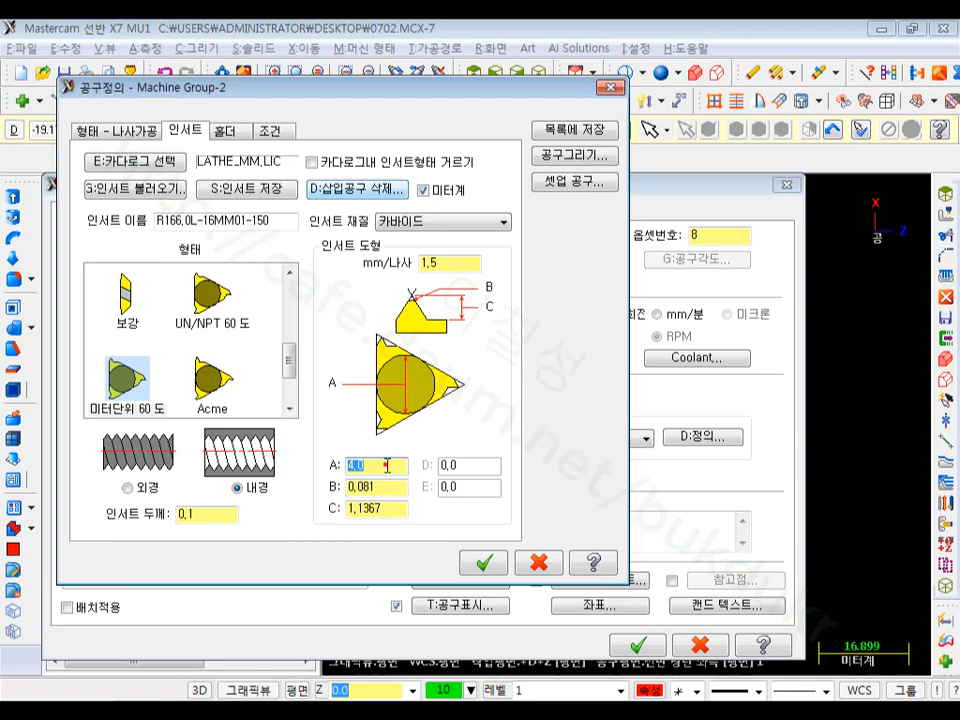 Mastercam 선반 X7 MU1 C:₩USERS₩ADMINISTRATOR₩DESKTOP₩0702.MCX-7
F:파일 E:수정 V:뷰 A:측정 C:그리기 S:솔리드 X:이동 M:머신 형태 T:가공경로 R:화면 Art Ai Solutions I:설정 H:도움말
공구정의 - Machine Group-2
D -19.1
형태 - 나사가공 인서트 홀더 조건
목록에 저장
E:카다로그 선택 LATHE_MM.LIC 카다로그내 인서트형태 거르기
공구그리기...
G:인서트 불러오기.. S:인서트 저장 D:삽입공구 삭제... 미터계
셋업 공구...
인서트 이름 R166.0L-16MM01-150 인서트 재질 카바이드
옵셋번호: 8
형태
인서트 도형
mm/나사 1.5
G:공구각도...
B
C
보강 UN/NPT 60 도
회전 mm/분 미크론
RPM
Coolant...
A
미터단위 60 도 Acme
D:정의...
A: 4.0 D: 0.0
외경 내경
B: 0.081 E: 0.0
인서트 두께: 0.1
C: 1.1367
참고점...
배치적용
T:공구표시... 좌표... 캔드 텍스트...
X
Z
공
16.899
미터계
3D 그래픽뷰 평면 Z 0.0 10 레벨 1 속성 WCS 그룹